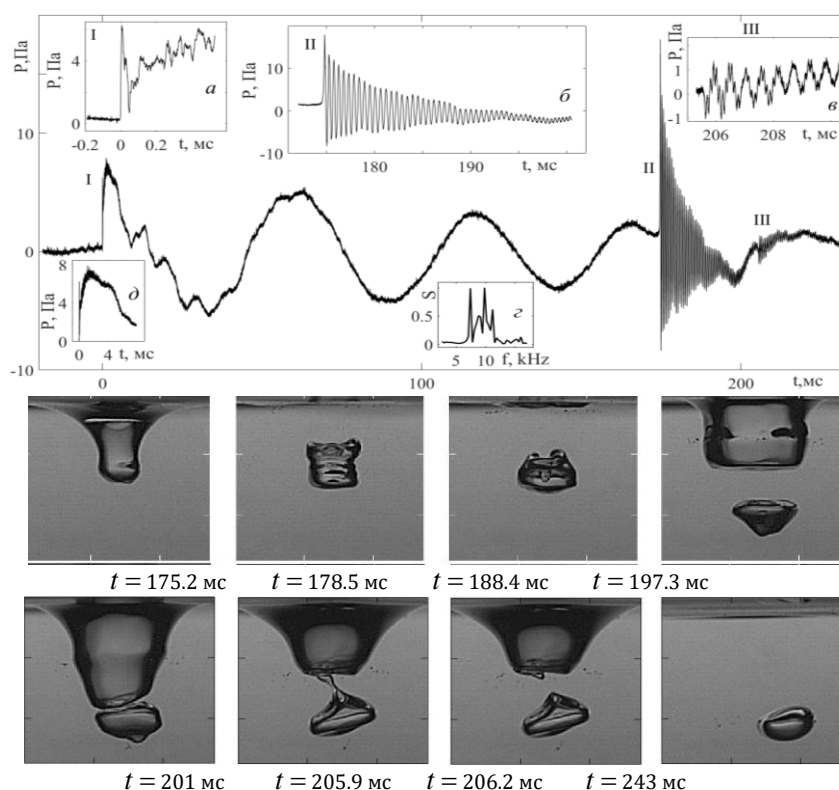 P,Па
10
0
-10
0
100
200
t,мс
I
II
III
I
P, Па
4
0
-0.2
0
0.2
t, мс
а
II
P, Па
10
0
-10
180
190
t, мс
б
III
P, Па
1
0
-1
206
208
t, мс
в
P, Па
8
4
0
0
4
t, мс
д
S
0.5
0
5
10
f, kHz
г
t = 175.2 мс
t = 178.5 мс
t = 188.4 мс
t = 197.3 мс
t = 201 мс
t = 205.9 мс
t = 206.2 мс
t = 243 мс